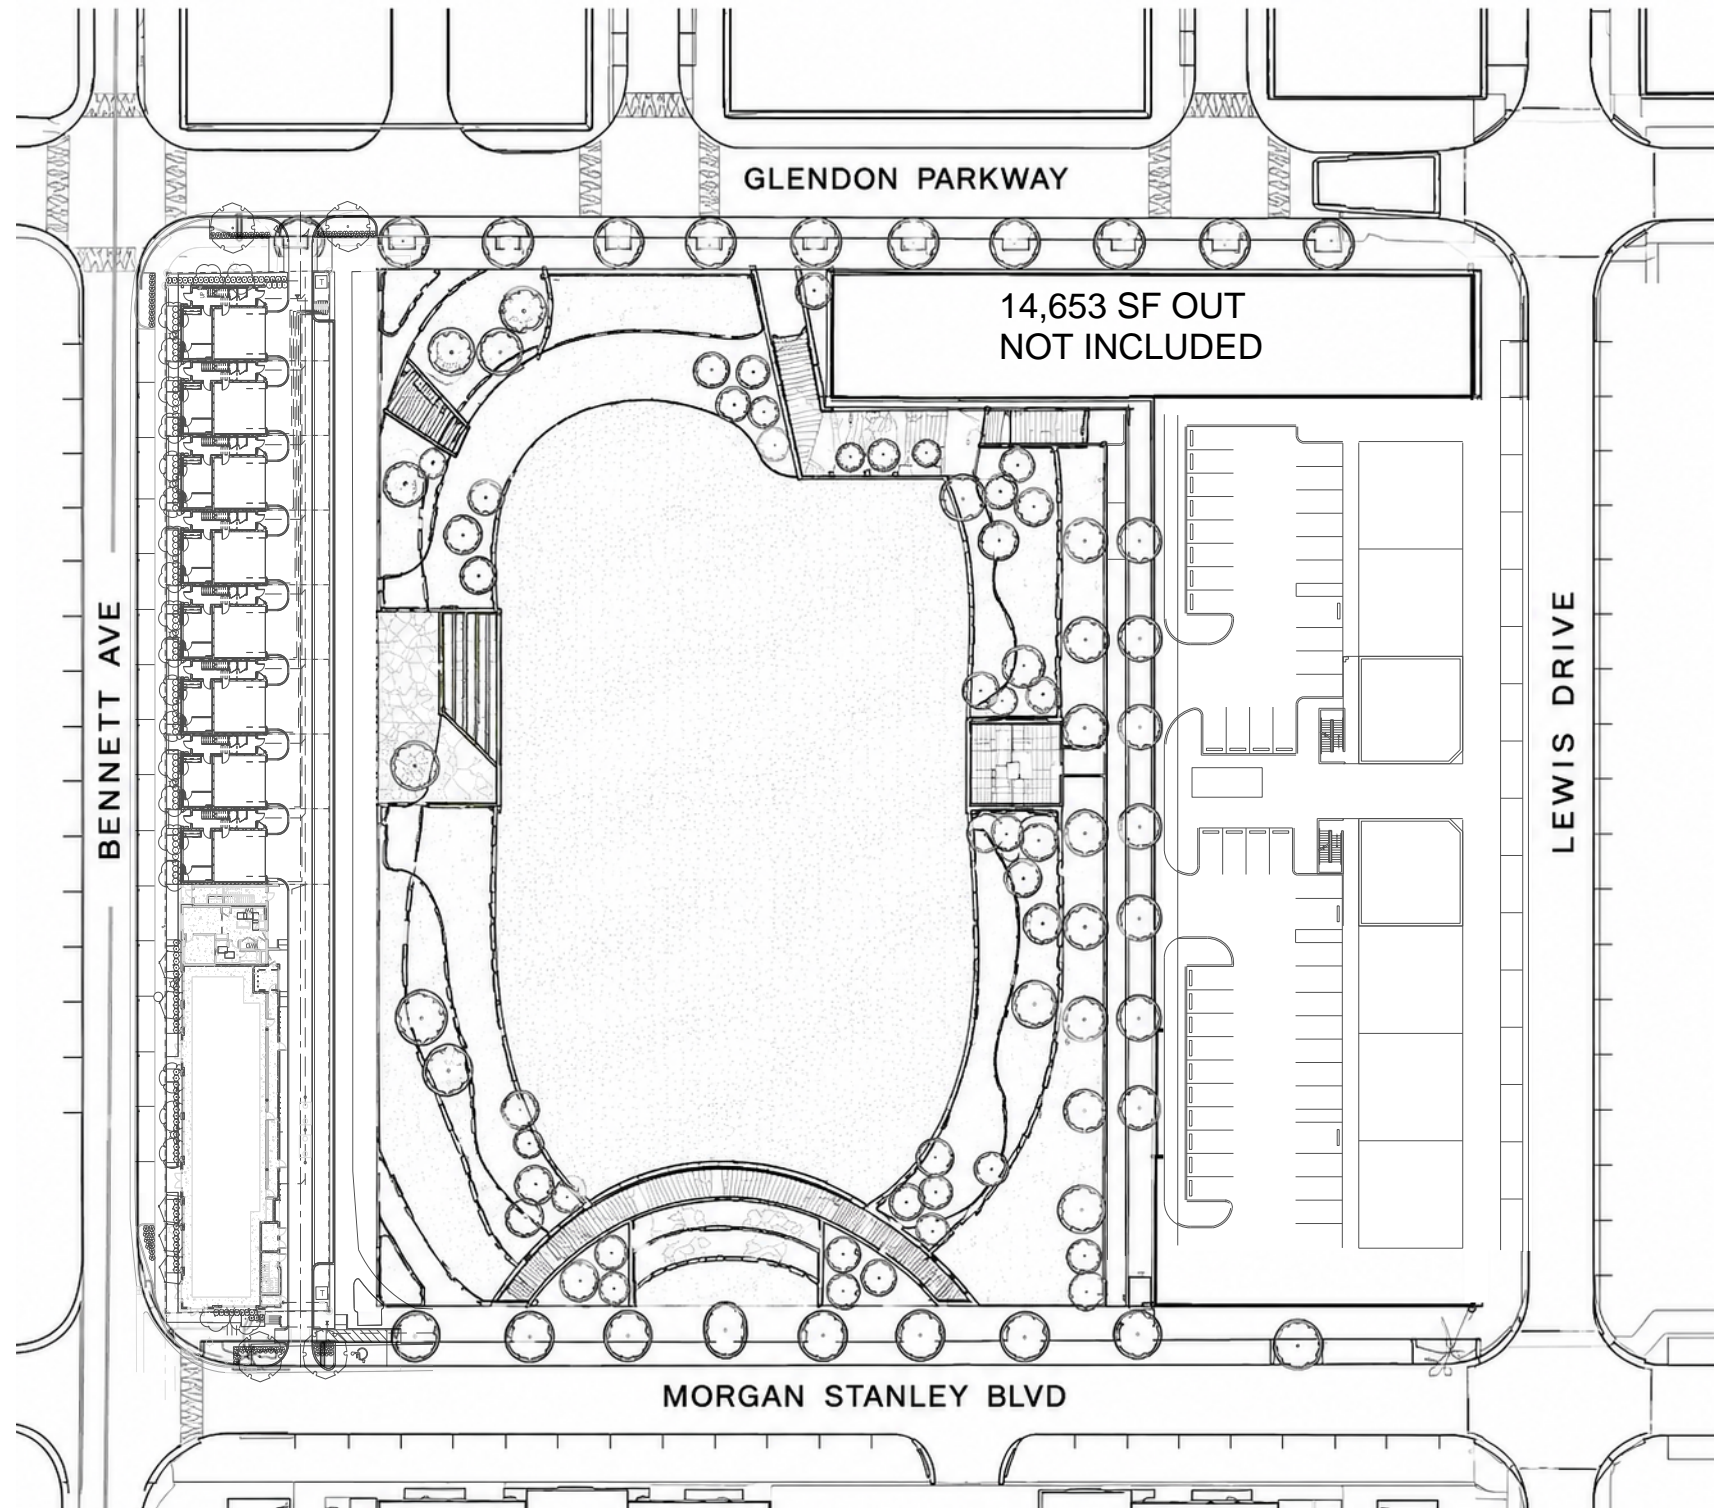 GLENDON PARKWAY
14,653 SF OUT
NOT INCLUDED
BENNETT AVE
LEWIS DRIVE
T
T
MORGAN STANLEY BLVD